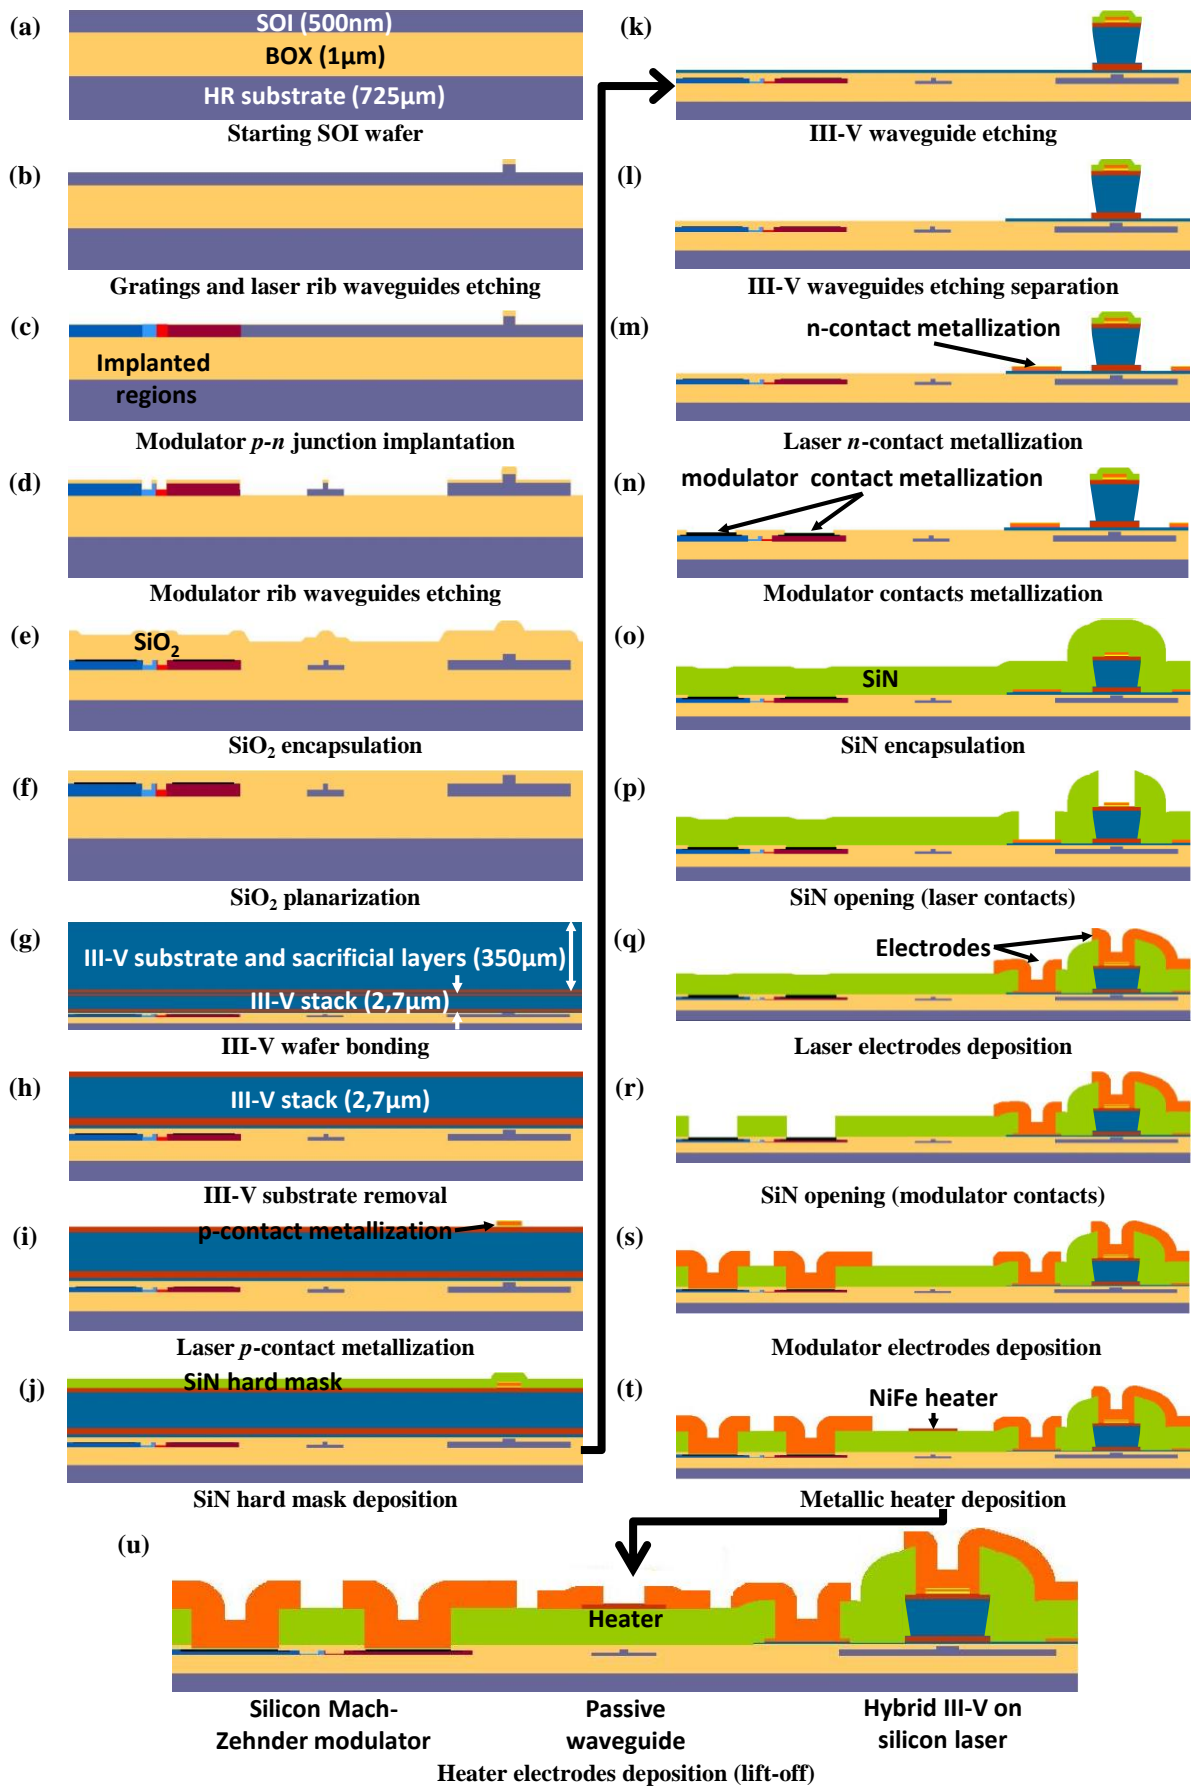 (a)
SOI (500nm)
BOX (1µm)
HR substrate (725µm)
Starting SOI wafer
(b)
Gratings and laser rib waveguides etching
(c)
Implanted
regions
Modulator p-n junction implantation
(d)
Modulator rib waveguides etching
(e)
SiO2
SiO2 encapsulation
(f)
SiO2 planarization
(g)
III-V substrate and sacrificial layers (350µm)
III-V stack (2,7µm)
III-V wafer bonding
(h)
III-V stack (2,7µm)
III-V substrate removal
(i)
p-contact metallization
Laser p-contact metallization
(j)
SiN hard mask
SiN hard mask deposition
(k)
III-V waveguide etching
(l)
III-V waveguides etching separation
(m)
n-contact metallization
Laser n-contact metallization
(n)
modulator contact metallization
Modulator contacts metallization
(o)
SiN
SiN encapsulation
(p)
SiN opening (laser contacts)
(q)
Electrodes
Laser electrodes deposition
(r)
SiN opening (modulator contacts)
(s)
Modulator electrodes deposition
(t)
NiFe heater
Metallic heater deposition
(u)
Heater
Silicon Mach-
Zehnder modulator
Passive
waveguide
Hybrid III-V on
silicon laser
Heater electrodes deposition (lift-off)